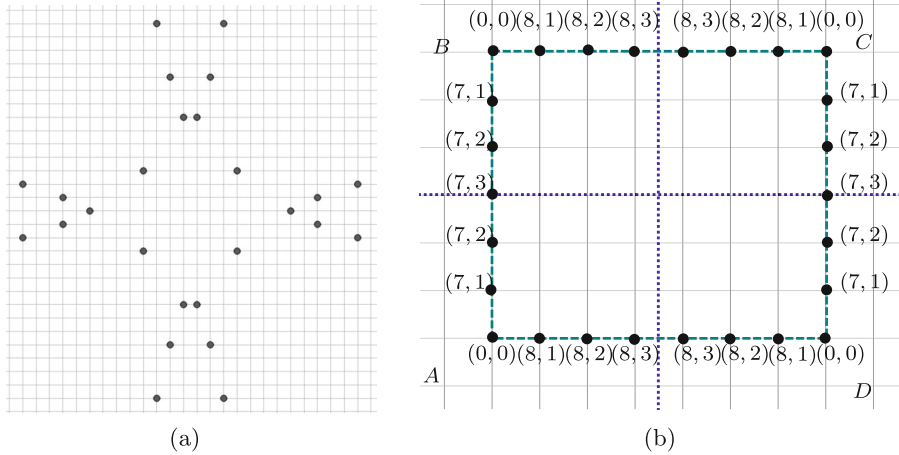 (0, 0)(8, 1)(8, 2)(8, 3) (8, 3)(8, 2)(8, 1)(0, 0)
B C
(7, 1) (7, 1)
(7, 2) (7, 2)
(7, 3) (7, 3)
(7, 2) (7, 2)
(7, 1) (7, 1)
(0, 0)(8, 1)(8, 2)(8, 3) (8, 3)(8, 2)(8, 1)(0, 0)
A D
(a) (b)